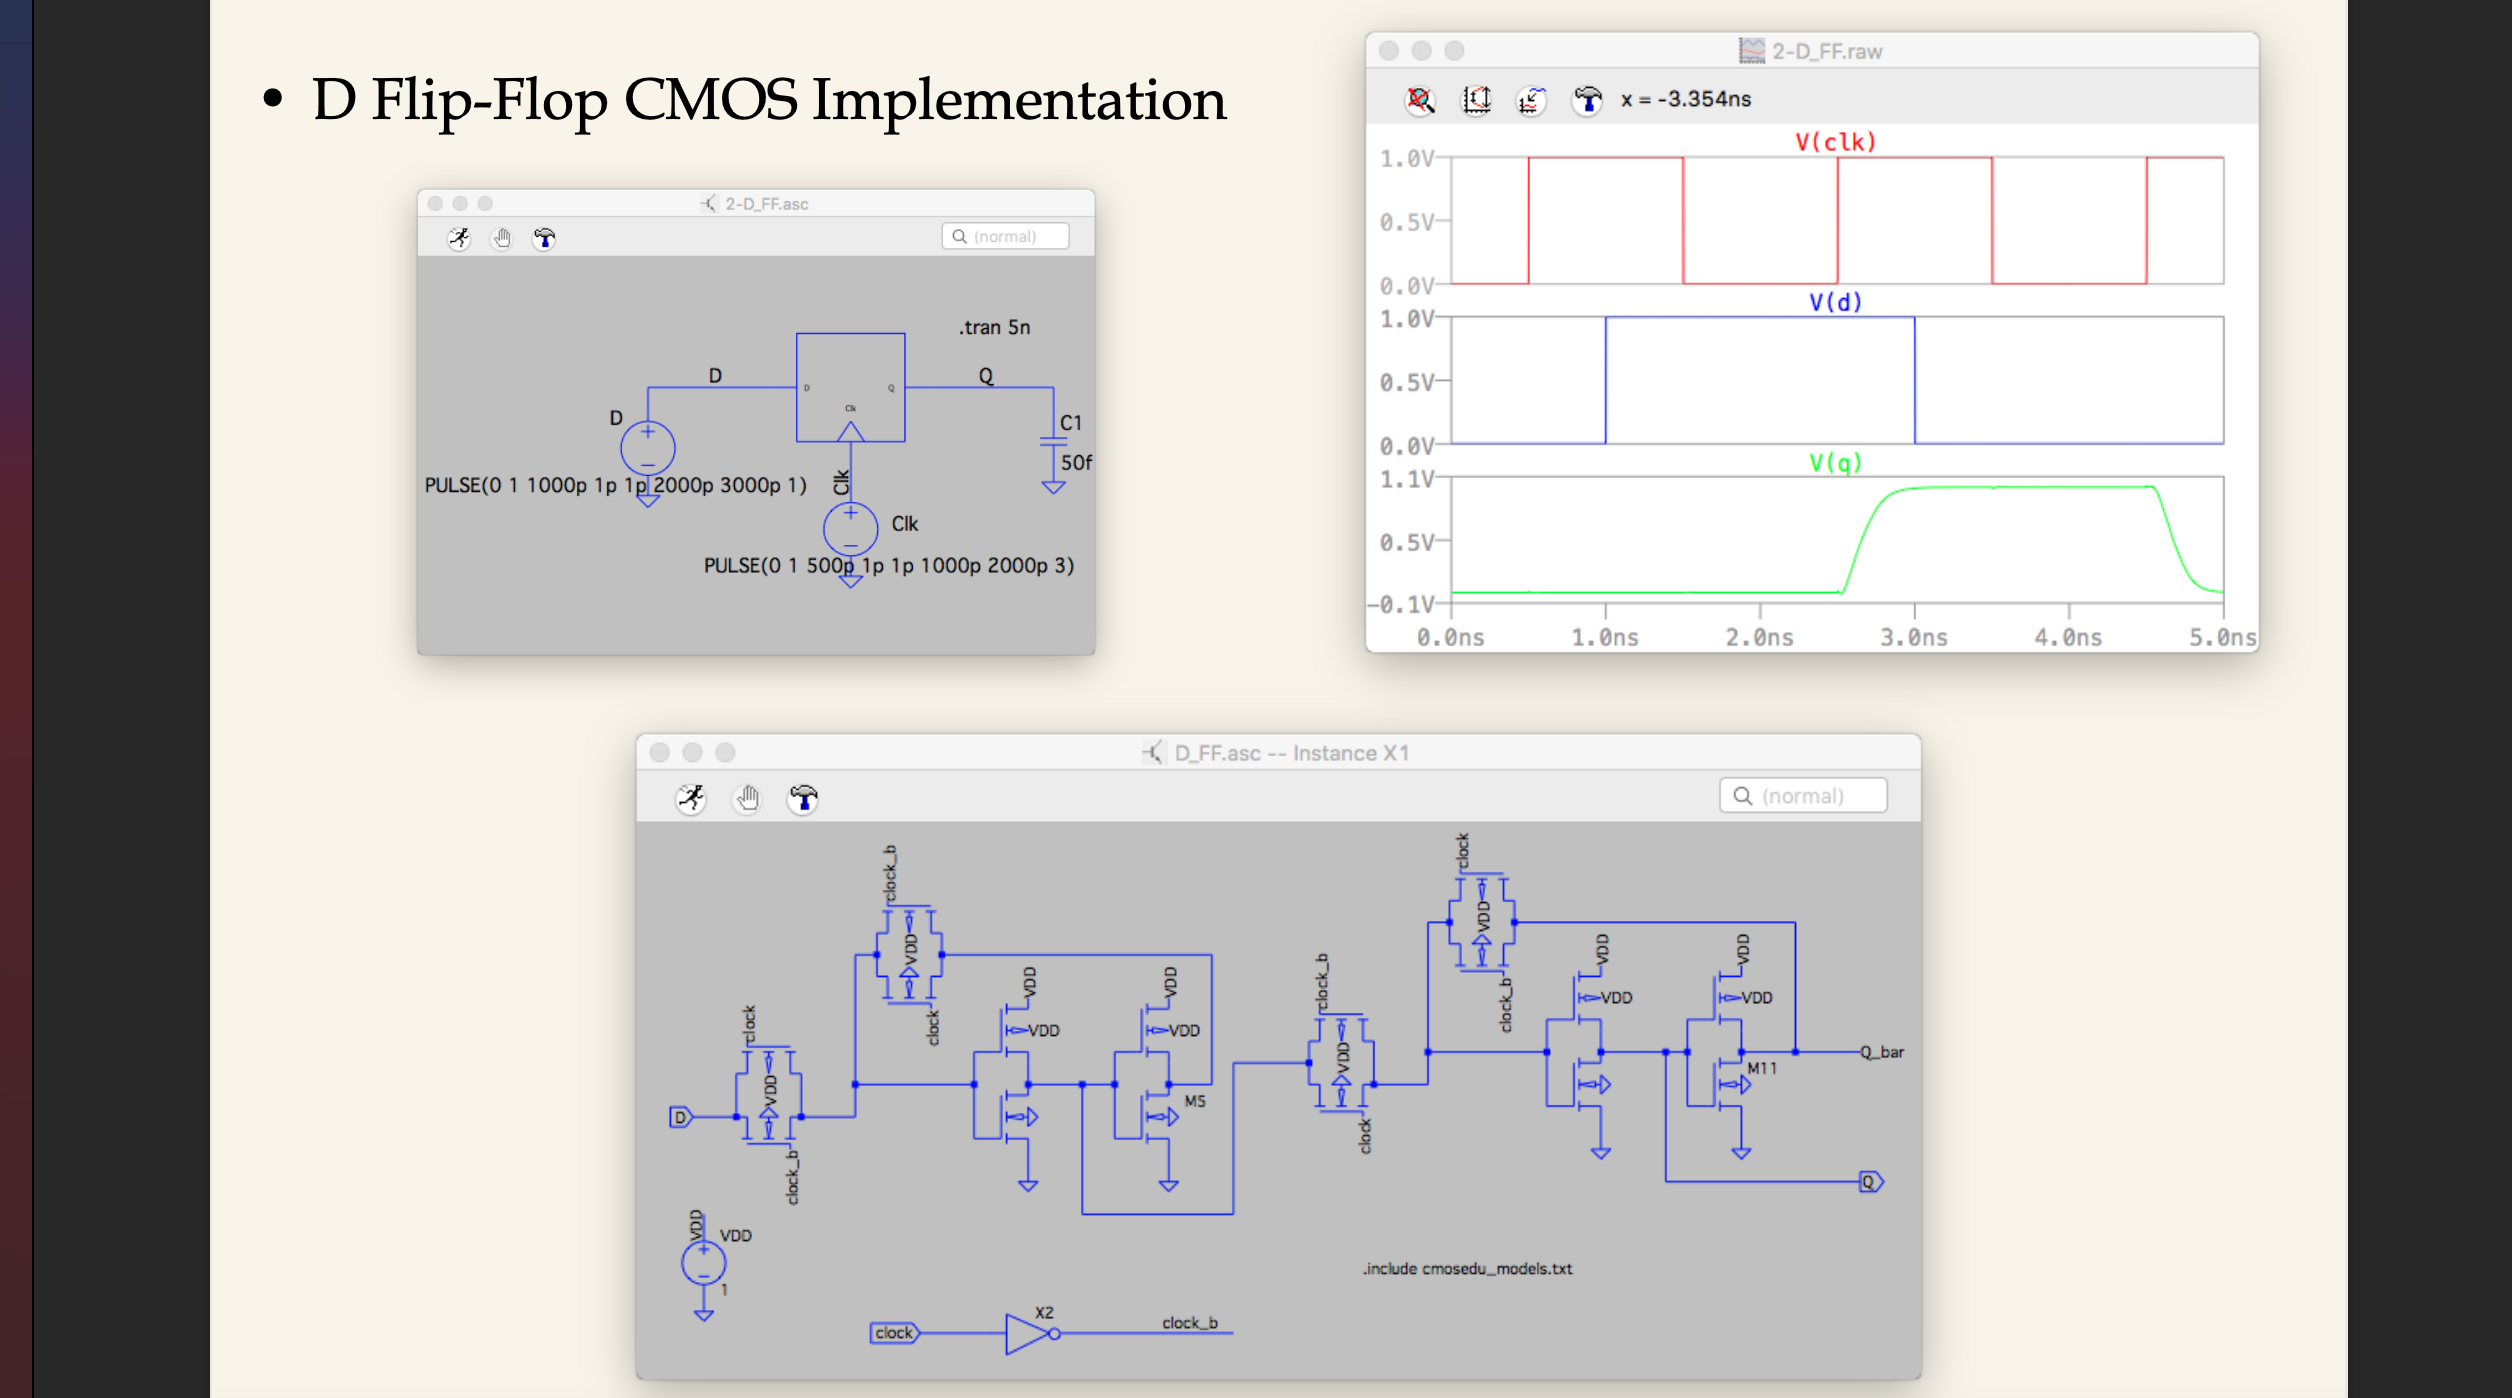 • D Flip-Flop CMOS Implementation
2-D_FF.asc
(normal)
.tran 5n
D
Q
D
D
Q
Clk
C1
50f
PULSE(0 1 1000p 1p 1p 2000p 3000p 1)
Clk
Clk
PULSE(0 1 500p 1p 1p 1000p 2000p 3)
2-D_FF.raw
x = -3.354ns
V(clk)
1.0V
0.5V
0.0V
V(d)
1.0V
0.5V
0.0V
V(q)
1.1V
0.5V
-0.1V
0.0ns 1.0ns 2.0ns 3.0ns 4.0ns 5.0ns
D_FF.asc -- Instance X1
(normal)
clock_b
VDD
clock
clock
VDD
clock_b
D
VDD
VDD
VDD
VDD
M5
clock_b
VDD
clock
clock
VDD
clock_b
VDD
VDD
VDD
VDD
M11
Q_bar
Q
VDD
VDD
1
.include cmosedu_models.txt
clock
X2
clock_b